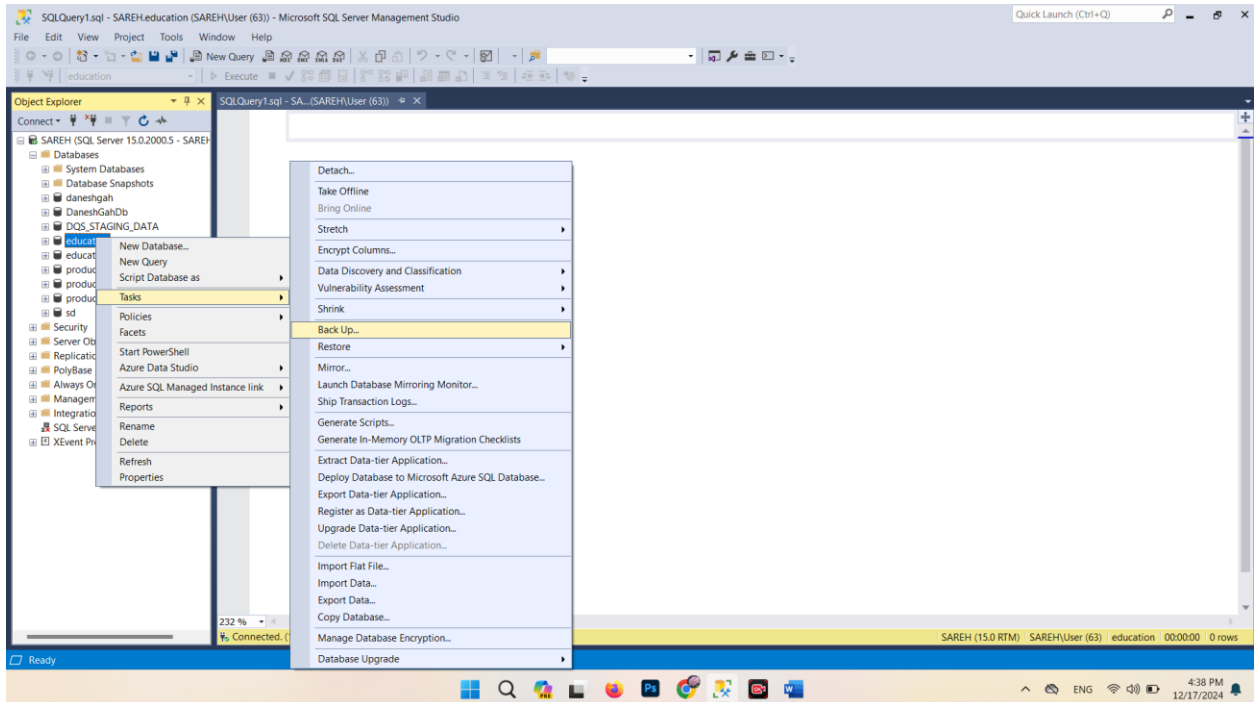 SQLQuery1.sql - SAREH.education (SAREH\User (63)) - Microsoft SQL Server Management Studio
Quick Launch (Ctrl+Q)
File Edit View Project Tools Window Help
New Query
education
Execute
Object Explorer
SQLQuery1.sql - SA...(SAREH\User (63))
Connect
SAREH (SQL Server 15.0.2000.5 - SAREH
Databases
System Databases
Database Snapshots
daneshgah
DaneshGahDb
DQS_STAGING_DATA
educat
educat
produc
produc
produc
sd
Security
Server Ob
Replicatio
PolyBase
Always O
Managem
Integratio
SQL Serve
XEvent Pr
New Database...
New Query
Script Database as
Tasks
Policies
Facets
Start PowerShell
Azure Data Studio
Azure SQL Managed Instance link
Reports
Rename
Delete
Refresh
Properties
Detach...
Take Offline
Bring Online
Stretch
Encrypt Columns...
Data Discovery and Classification
Vulnerability Assessment
Shrink
Back Up...
Restore
Mirror...
Launch Database Mirroring Monitor...
Ship Transaction Logs...
Generate Scripts...
Generate In-Memory OLTP Migration Checklists
Extract Data-tier Application...
Deploy Database to Microsoft Azure SQL Database...
Export Data-tier Application...
Register as Data-tier Application...
Upgrade Data-tier Application...
Delete Data-tier Application...
Import Flat File...
Import Data...
Export Data...
Copy Database...
Manage Database Encryption...
Database Upgrade
232 %
Connected. (
SAREH (15.0 RTM) SAREH\User (63) education 00:00:00 0 rows
Ready
ENG
4:38 PM
12/17/2024